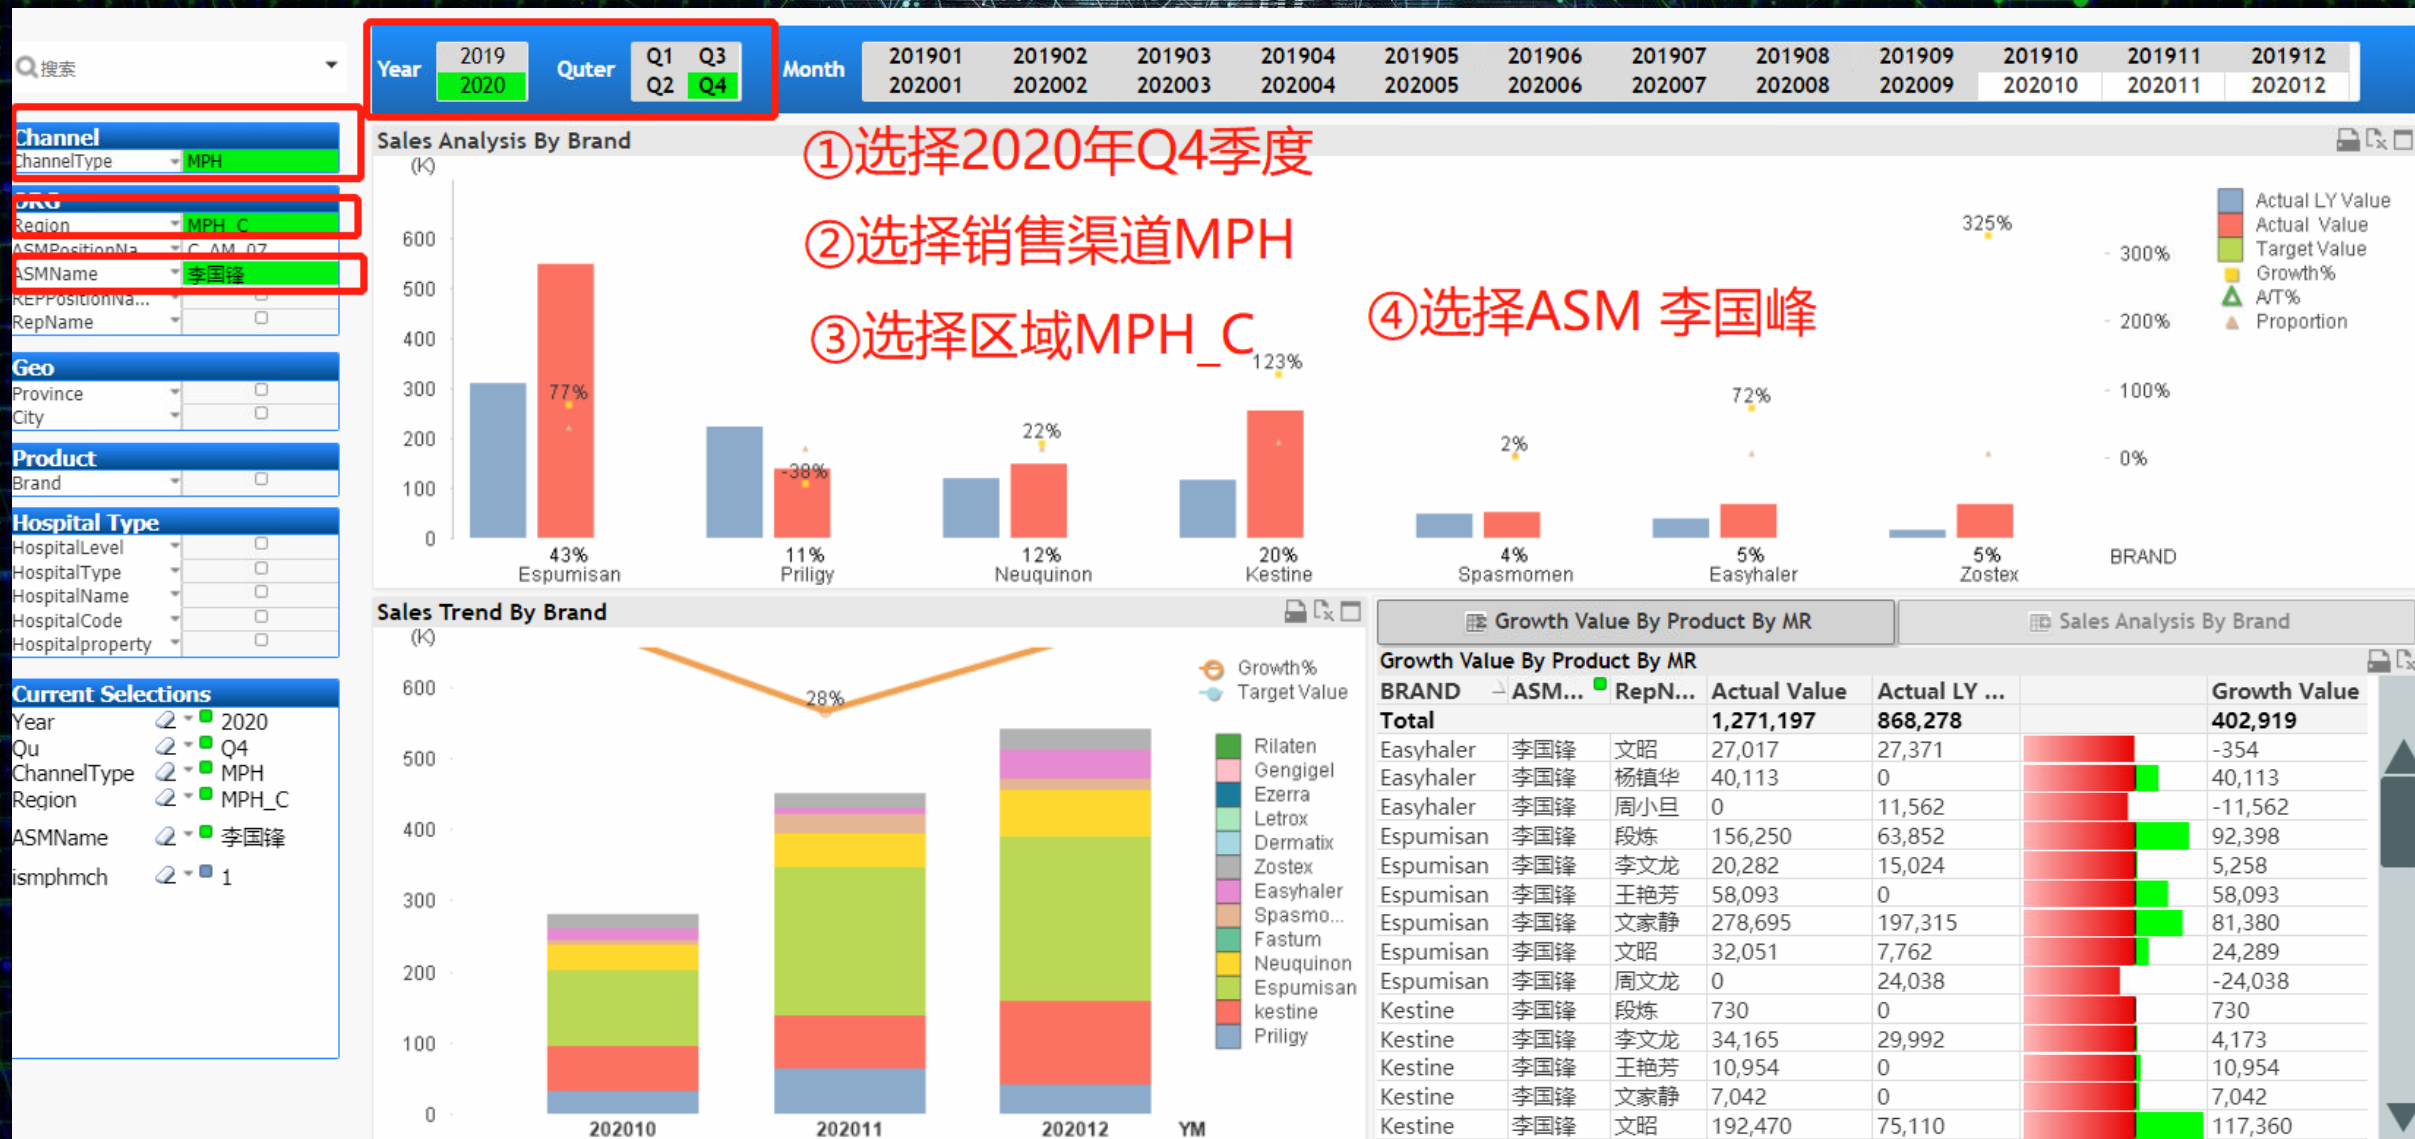 搜索
Year 2019 2020
Quter Q1 Q3 Q2 Q4
Month 201901 201902 201903 201904 201905 201906 201907 201908 201909 201910 201911 201912
202001 202002 202003 202004 202005 202006 202007 202008 202009 202010 202011 202012
Channel
ChannelType MPH
ORG
Region MPH_C
ASMPositionNa... C_AM_07
ASMName 李国锋
REPPositionNa...
RepName
Geo
Province
City
Product
Brand
Hospital Type
HospitalLevel
HospitalType
HospitalName
HospitalCode
Hospitalproperty
Current Selections
Year 2020
Qu Q4
ChannelType MPH
Region MPH_C
ASMName 李国锋
ismphmch 1
Sales Analysis By Brand
(K)
①选择2020年Q4季度
②选择销售渠道MPH
③选择区域MPH_C
④选择ASM 李国峰
600
500
400
300
200
100
0
77%
-38%
22%
123%
2%
72%
325%
300%
200%
100%
0%
43% 11% 12% 20% 4% 5% 5%
Espumisan Priligy Neuquinon Kestine Spasmomen Easyhaler Zostex
BRAND
Actual LY Value
Actual Value
Target Value
Growth%
A/T%
Proportion
Sales Trend By Brand
(K)
600
500
400
300
200
100
0
28%
202010 202011 202012 YM
Growth%
Target Value
Rilaten
Gengigel
Ezerra
Letrox
Dermatix
Zostex
Easyhaler
Spasmo...
Fastum
Neuquinon
Espumisan
kestine
Priligy
Growth Value By Product By MR
Sales Analysis By Brand
Growth Value By Product By MR
BRAND ASM... RepN... Actual Value Actual LY ... Growth Value
Total 1,271,197 868,278 402,919
Easyhaler 李国锋 文昭 27,017 27,371 -354
Easyhaler 李国锋 杨镇华 40,113 0 40,113
Easyhaler 李国锋 周小旦 0 11,562 -11,562
Espumisan 李国锋 段炼 156,250 63,852 92,398
Espumisan 李国锋 李文龙 20,282 15,024 5,258
Espumisan 李国锋 王艳芳 58,093 0 58,093
Espumisan 李国锋 文家静 278,695 197,315 81,380
Espumisan 李国锋 文昭 32,051 7,762 24,289
Espumisan 李国锋 周文龙 0 24,038 -24,038
Kestine 李国锋 段炼 730 0 730
Kestine 李国锋 李文龙 34,165 29,992 4,173
Kestine 李国锋 王艳芳 10,954 0 10,954
Kestine 李国锋 文家静 7,042 0 7,042
Kestine 李国锋 文昭 192,470 75,110 117,360